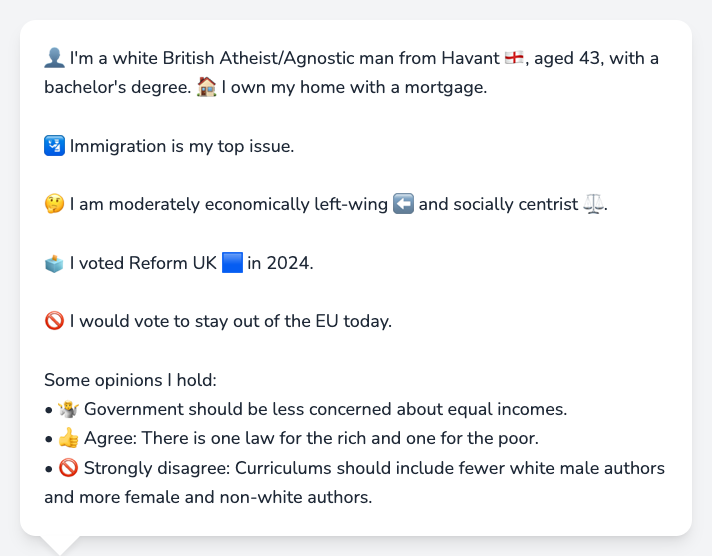 👤 I'm a white British Atheist/Agnostic man from Havant 🏴󠁧󠁢󠁥󠁮󠁧󠁿, aged 43, with a
bachelor's degree. 🏠 I own my home with a mortgage.
🛂 Immigration is my top issue.
🤔 I am moderately economically left-wing ⬅️ and socially centrist ⚖️.
🗳️ I voted Reform UK 🟦 in 2024.
🚫 I would vote to stay out of the EU today.
Some opinions I hold:
• 🤷 Government should be less concerned about equal incomes.
• 👍 Agree: There is one law for the rich and one for the poor.
• 🚫 Strongly disagree: Curriculums should include fewer white male authors
and more female and non-white authors.